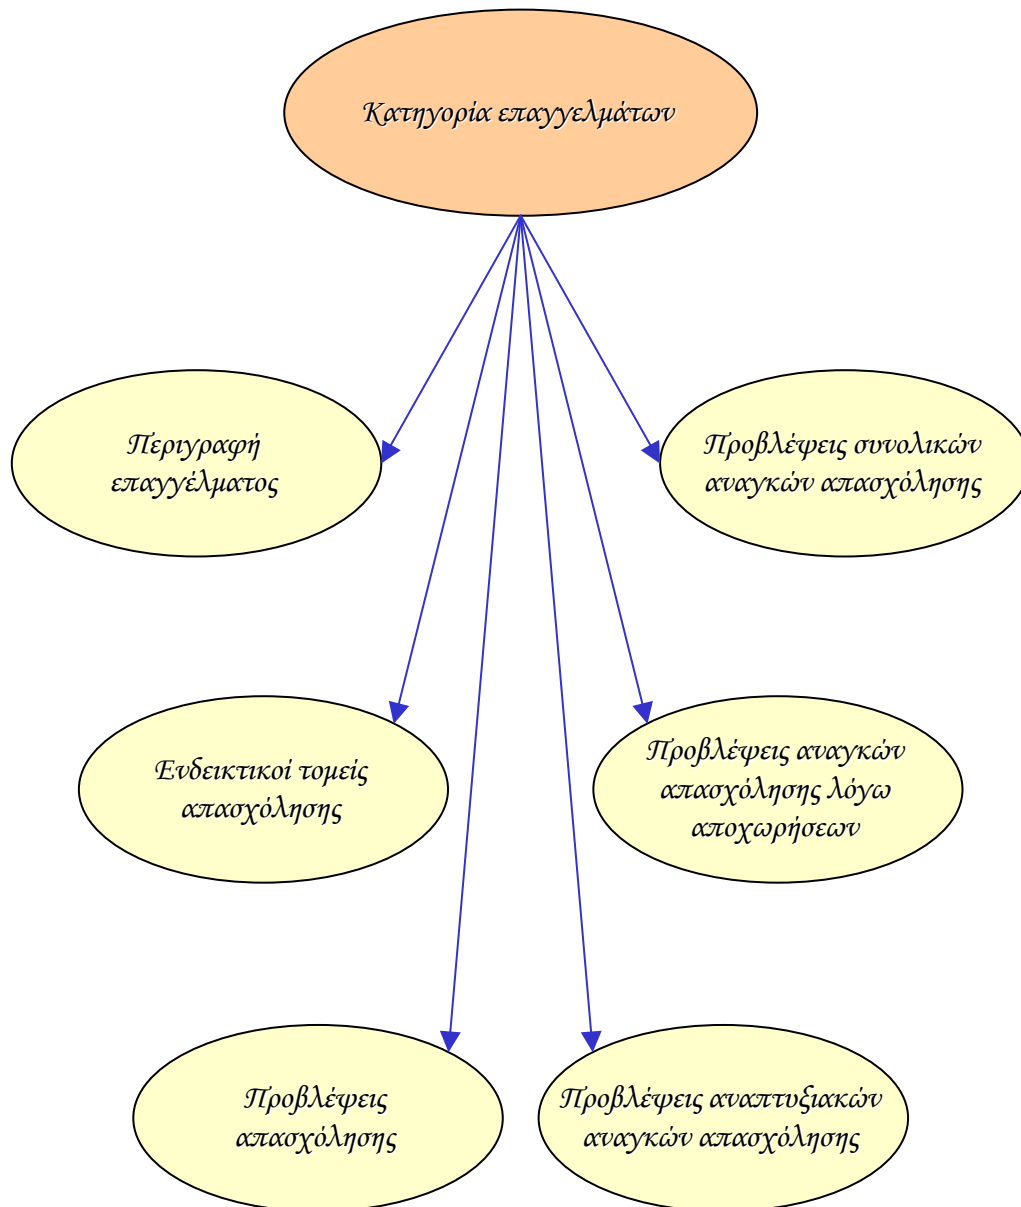 Κατηγορία επαγγελμάτων
Περιγραφή
επαγγέλματος
Προβλέψεις συνολικών
αναγκών απασχόλησης
Ενδεικτικοί τομείς
απασχόλησης
Προβλέψεις αναγκών
απασχόλησης λόγω
αποχωρήσεων
Προβλέψεις
απασχόλησης
Προβλέψεις αναπτυξιακών
αναγκών απασχόλησης